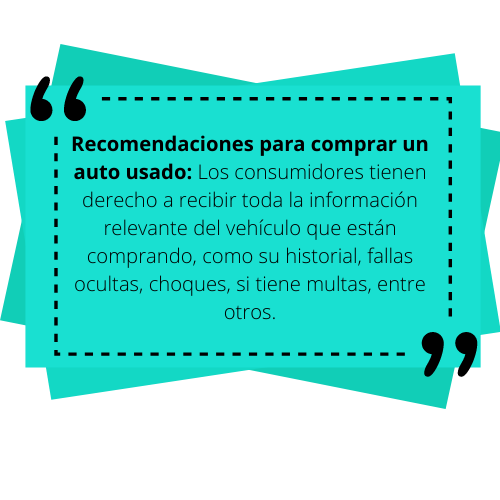 Recomendaciones para comprar un
auto usado: Los consumidores tienen
derecho a recibir toda la información
relevante del vehículo que están
comprando, como su historial, fallas
ocultas, choques, si tiene multas, entre
otros.